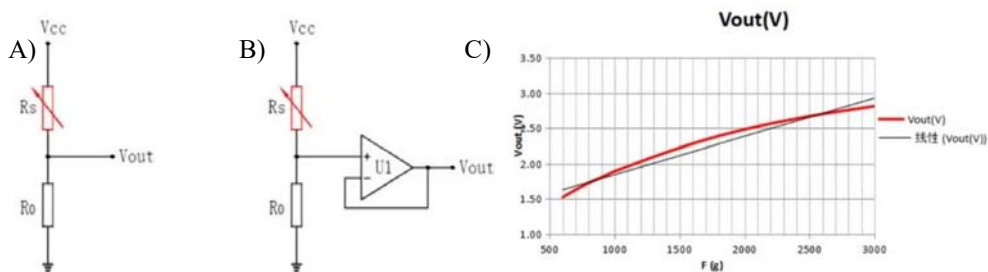 A)
Vcc
Rs
Vout
Ro
B)
Vcc
Rs
+
-
U1
Vout
Ro
C)
Vout(V)
Vout(V)
3.50
3.00
2.50
2.00
1.50
1.00
500 1000 1500 2000 2500 3000
F (g)
Vout(V)
线性 (Vout(V))